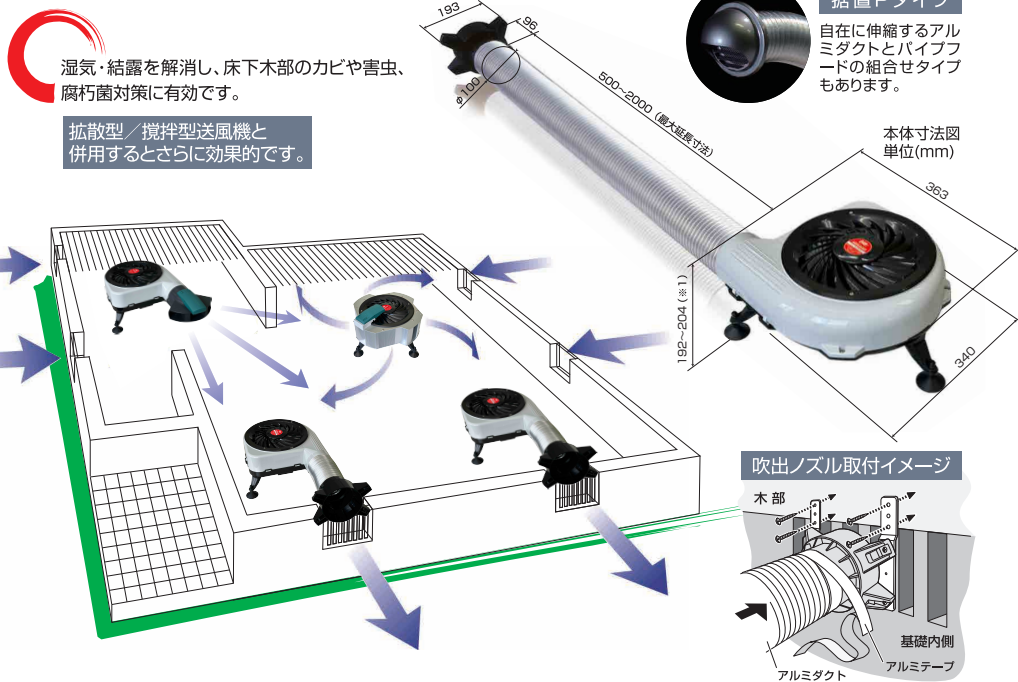 湿気・結露を解消し、床下木部のカビや害虫、
腐朽菌対策に有効です。
拡散型／撹拌型送風機と
併用するとさらに効果的です。
193
96
φ100
500~2000（最大延長寸法）
据置Pタイプ
自在に伸縮するアル
ミダクトとパイプフ
ードの組合せタイプ
もあります。
本体寸法図
単位(mm)
363
192~204（※1）
340
吹出ノズル取付イメージ
木 部
基礎内側
アルミテープ
アルミダクト